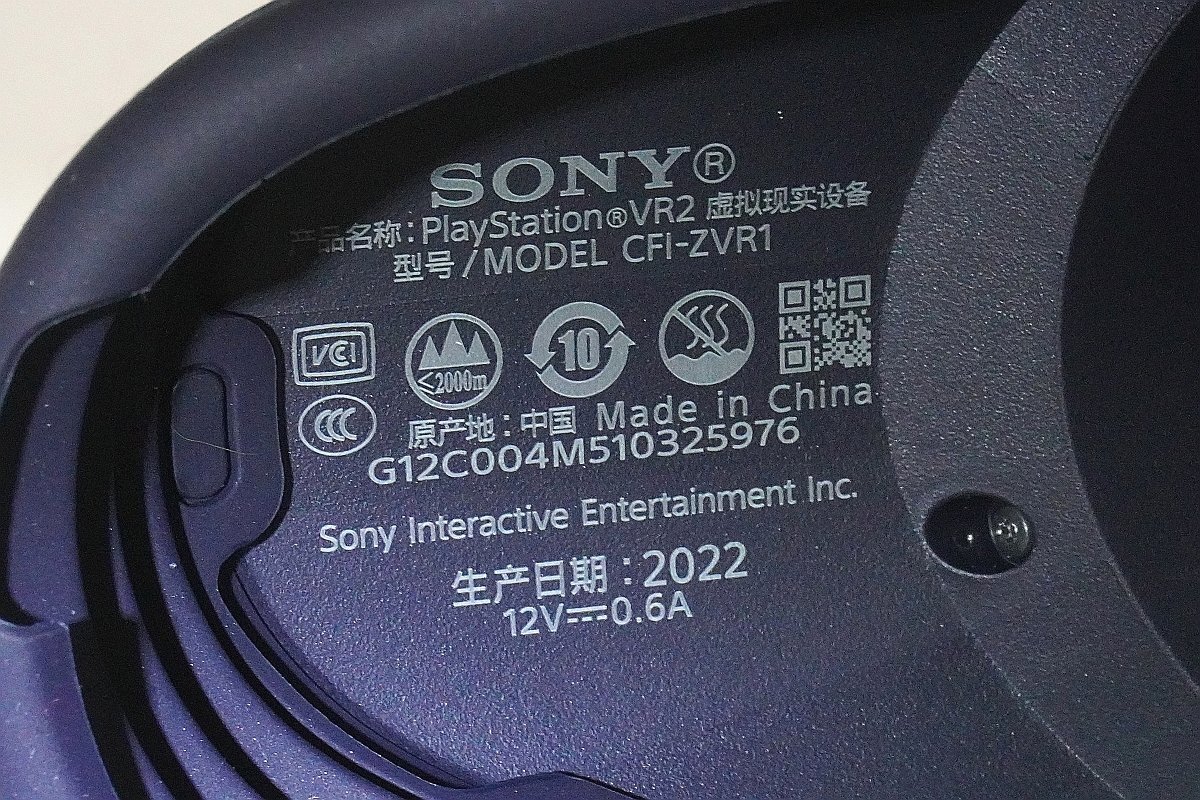 SONY®
产品名称:PlayStation®VR2 虚拟现实设备
型号/MODEL CFI-ZVR1
VCCI
≤2000m
10
CCC
原产地:中国 Made in China
G12C004M510325976
Sony Interactive Entertainment Inc.
生产日期:2022
12V⎓0.6A